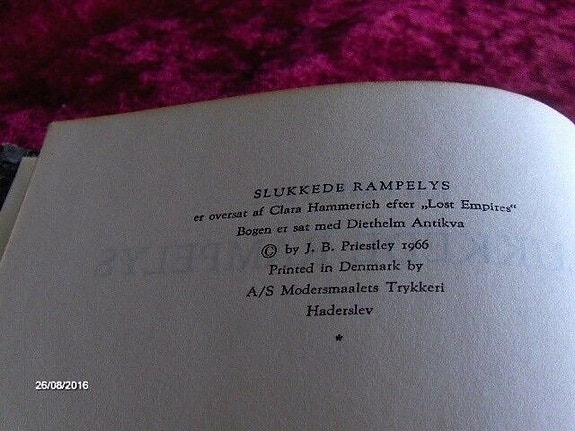 SLUKKEDE RAMPELYS
er oversat af Clara Hammerich efter „Lost Empires“
Bogen er sat med Diethelm Antikva
© by J. B. Priestley 1966
Printed in Denmark by
A/S Modersmaalets Trykkeri
Haderslev
*
26/08/2016